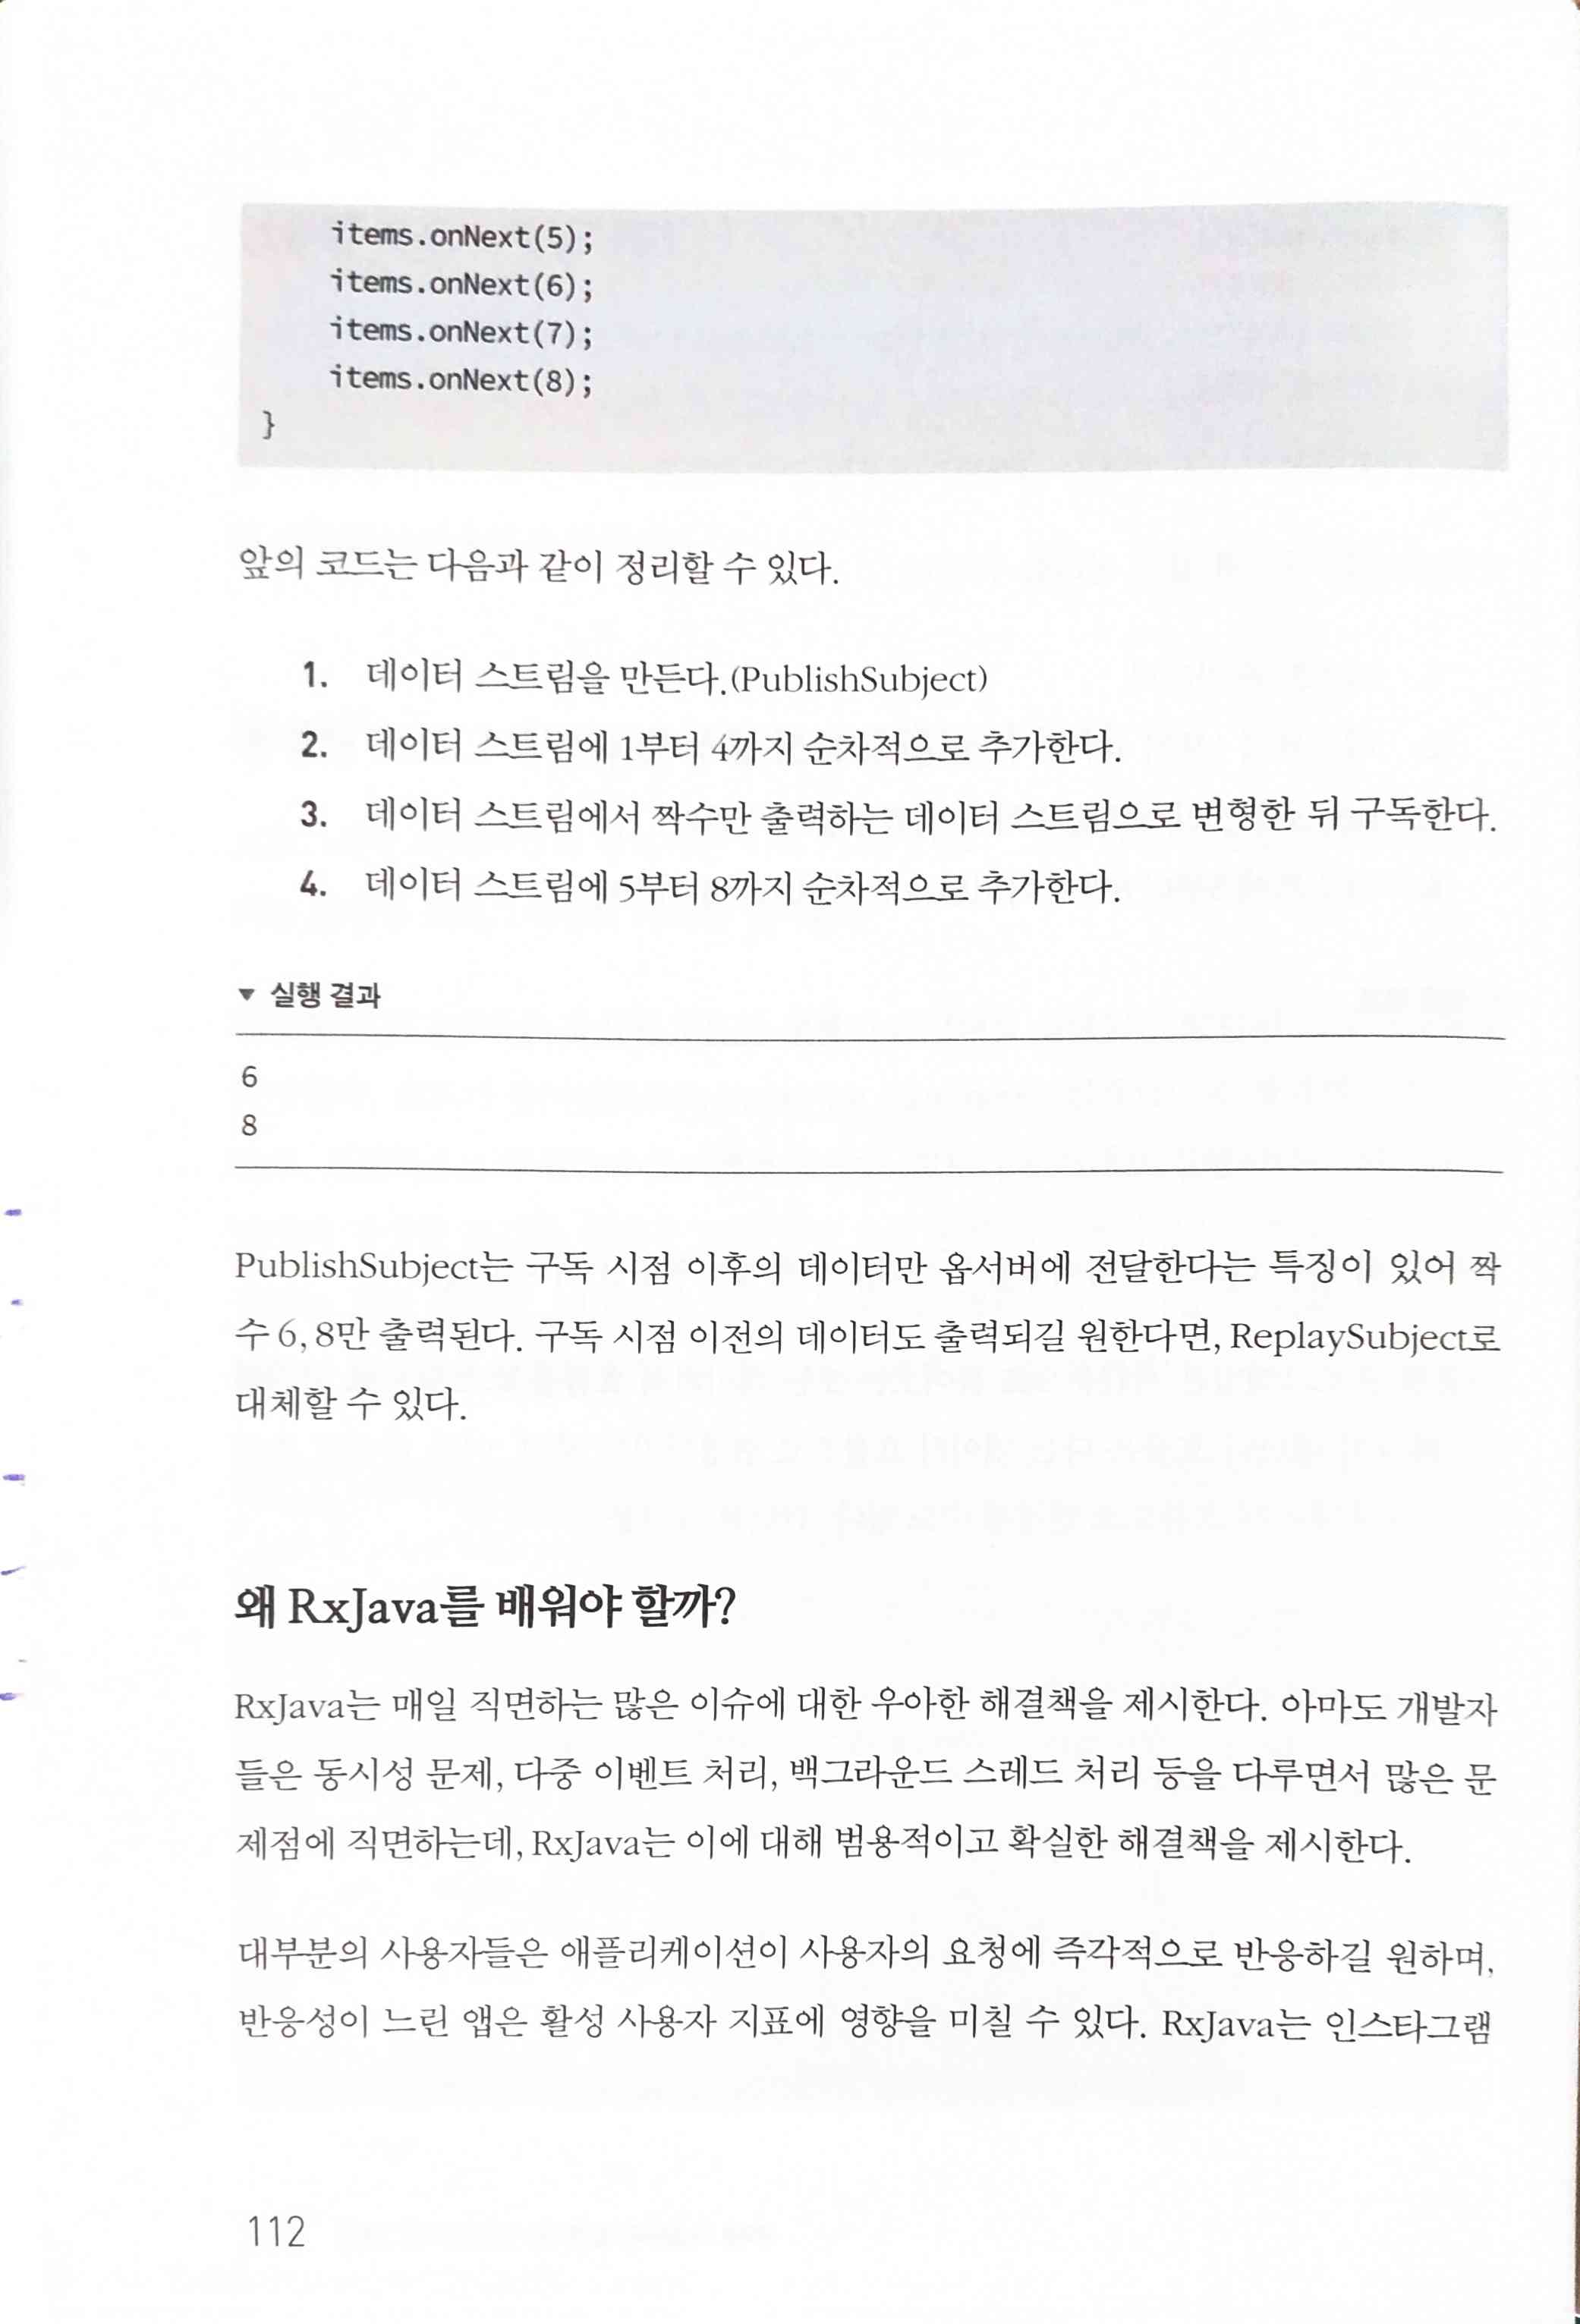 items.onNext(5);
items.onNext(6);
items.onNext(7);
items.onNext(8);
}
앞의 코드는 다음과 같이 정리할 수 있다.
1. 데이터 스트림을 만든다.(PublishSubject)
2. 데이터 스트림에 1부터 4까지 순차적으로 추가한다.
3. 데이터 스트림에서 짝수만 출력하는 데이터 스트림으로 변형한 뒤 구독한다.
4. 데이터 스트림에 5부터 8까지 순차적으로 추가한다.
▼ 실행 결과
6
8
PublishSubject는 구독 시점 이후의 데이터만 옵서버에 전달한다는 특징이 있어 짝
수 6, 8만 출력된다. 구독 시점 이전의 데이터도 출력되길 원한다면, ReplaySubject로
대체할 수 있다.
왜 RxJava를 배워야 할까?
RxJava는 매일 직면하는 많은 이슈에 대한 우아한 해결책을 제시한다. 아마도 개발자
들은 동시성 문제, 다중 이벤트 처리, 백그라운드 스레드 처리 등을 다루면서 많은 문
제점에 직면하는데, RxJava는 이에 대해 범용적이고 확실한 해결책을 제시한다.
대부분의 사용자들은 애플리케이션이 사용자의 요청에 즉각적으로 반응하길 원하며,
반응성이 느린 앱은 활성 사용자 지표에 영향을 미칠 수 있다. RxJava는 인스타그램
112